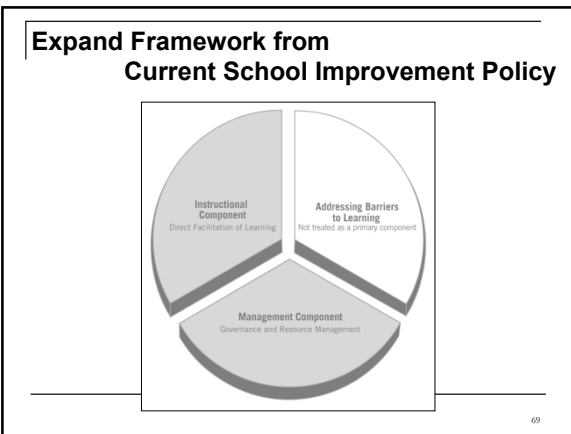 Expand Framework from
Current School Improvement Policy
Instructional
Component
Direct Facilitation of Learning
Addressing Barriers
to Learning
Not treated as a primary component
Management Component
Governance and Resource Management
69